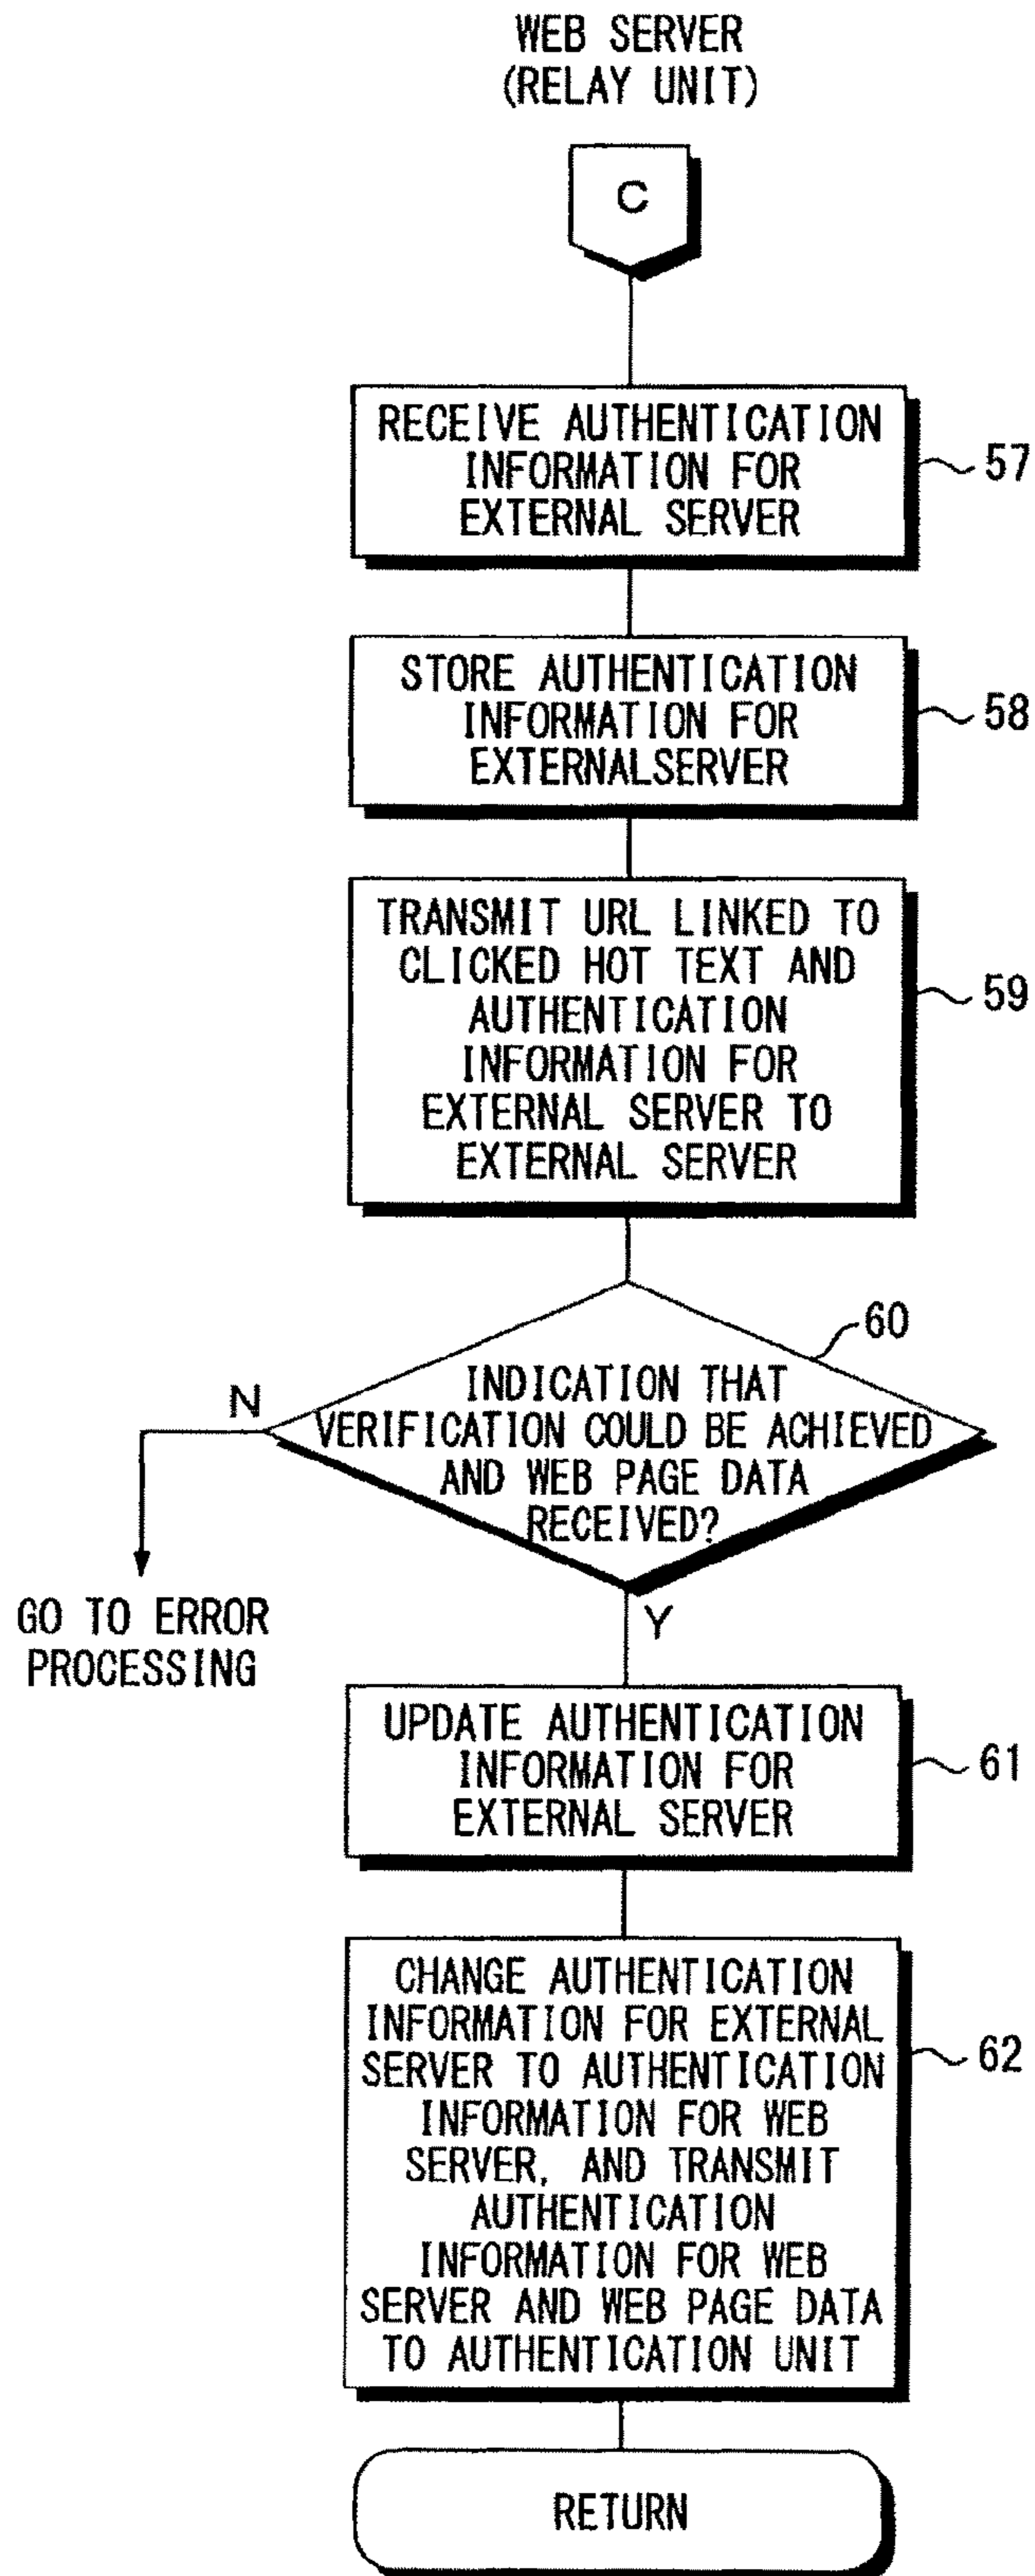 WEB SERVER
(RELAY UNIT)
C
RECEIVE AUTHENTICATION
INFORMATION FOR
EXTERNAL SERVER
57
STORE AUTHENTICATION
INFORMATION FOR
EXTERNALSERVER
58
TRANSMIT URL LINKED TO
CLICKED HOT TEXT AND
AUTHENTICATION
INFORMATION FOR
EXTERNAL SERVER TO
EXTERNAL SERVER
59
60
INDICATION THAT
VERIFICATION COULD BE ACHIEVED
AND WEB PAGE DATA
RECEIVED?
N
GO TO ERROR
PROCESSING
Y
UPDATE AUTHENTICATION
INFORMATION FOR
EXTERNAL SERVER
61
CHANGE AUTHENTICATION
INFORMATION FOR EXTERNAL
SERVER TO AUTHENTICATION
INFORMATION FOR WEB
SERVER, AND TRANSMIT
AUTHENTICATION
INFORMATION FOR WEB
SERVER AND WEB PAGE DATA
TO AUTHENTICATION UNIT
62
RETURN